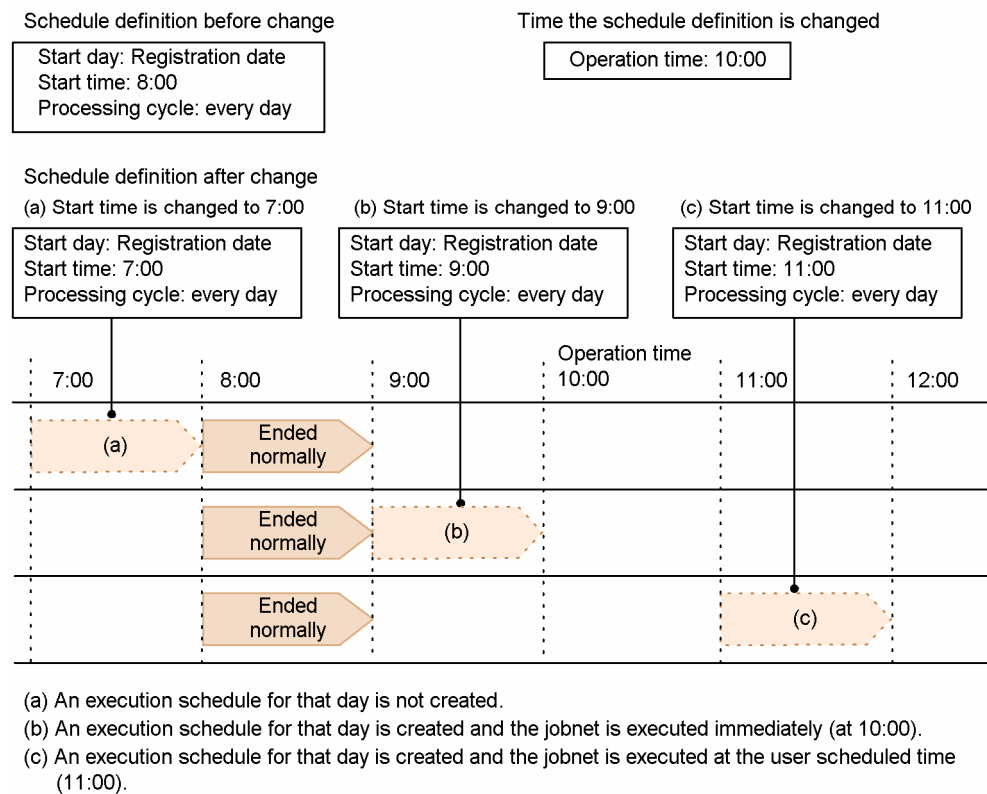 Schedule definition before change
Start day: Registration date
Start time: 8:00
Processing cycle: every day
Time the schedule definition is changed
Operation time: 10:00
Schedule definition after change
(a) Start time is changed to 7:00
Start day: Registration date
Start time: 7:00
Processing cycle: every day
(b) Start time is changed to 9:00
Start day: Registration date
Start time: 9:00
Processing cycle: every day
(c) Start time is changed to 11:00
Start day: Registration date
Start time: 11:00
Processing cycle: every day
7:00
8:00
9:00
Operation time
10:00
11:00
12:00
(a)
Ended
normally
Ended
normally
(b)
Ended
normally
(c)
(a) An execution schedule for that day is not created.
(b) An execution schedule for that day is created and the jobnet is executed immediately (at 10:00).
(c) An execution schedule for that day is created and the jobnet is executed at the user scheduled time
(11:00).